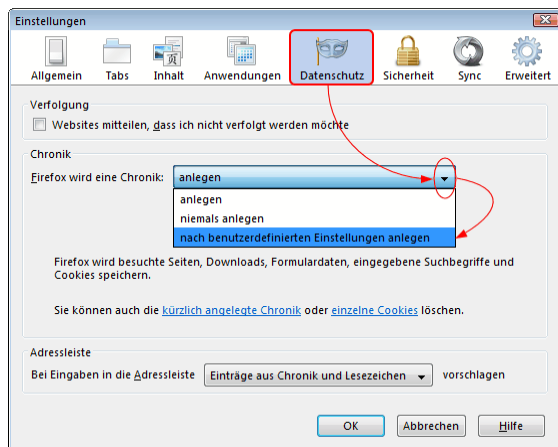 Einstellungen
Allgemein Tabs Inhalt Anwendungen Datenschutz Sicherheit Sync Erweitert
Verfolgung
Websites mitteilen, dass ich nicht verfolgt werden möchte
Chronik
Firefox wird eine Chronik: anlegen
anlegen
niemals anlegen
nach benutzerdefinierten Einstellungen anlegen
Firefox wird besuchte Seiten, Downloads, Formulardaten, eingegebene Suchbegriffe und
Cookies speichern.
Sie können auch die kürzlich angelegte Chronik oder einzelne Cookies löschen.
Adressleiste
Bei Eingaben in die Adressleiste Einträge aus Chronik und Lesezeichen vorschlagen
OK Abbrechen Hilfe